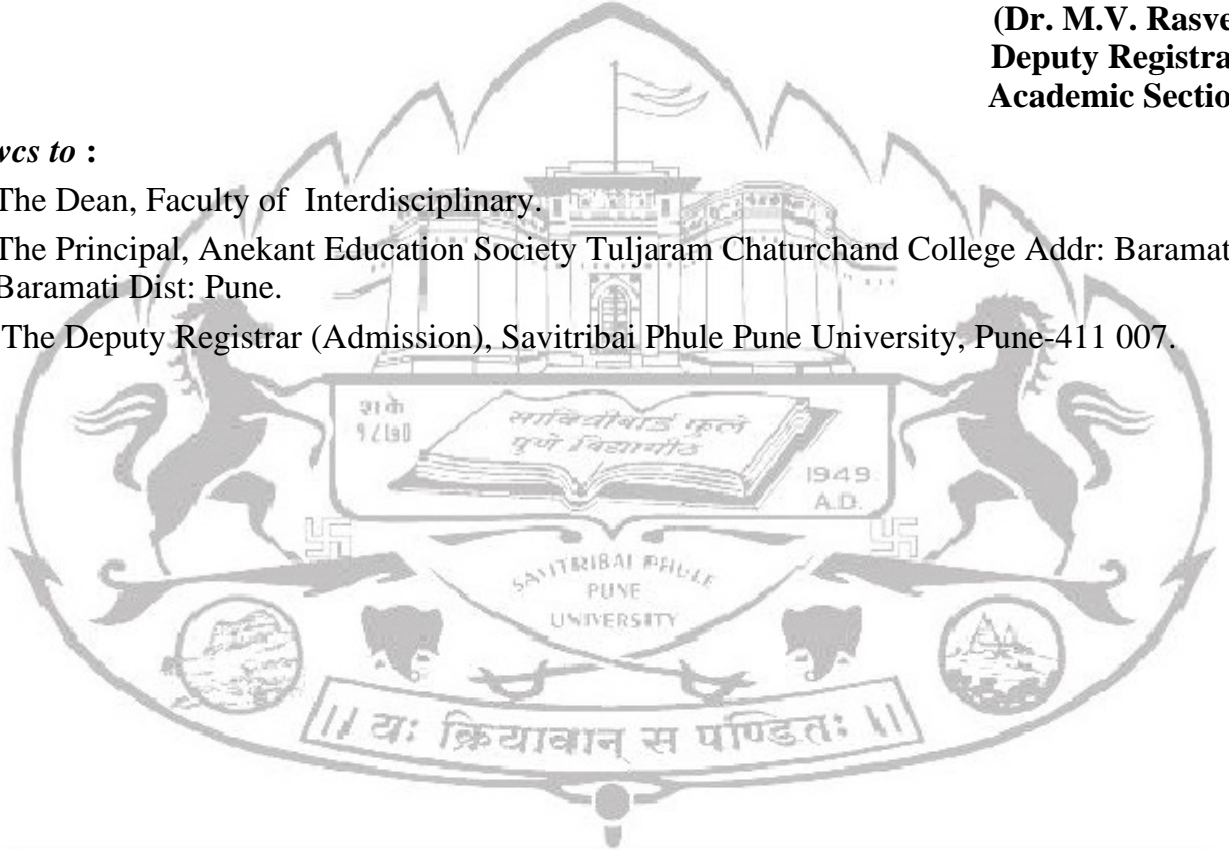 (Dr. M.V. Rasve
Deputy Registra
Academic Sectio
wcs to :
The Dean, Faculty of Interdisciplinary.
The Principal, Anekant Education Society Tuljaram Chaturchand College Addr: Baramat
Baramati Dist: Pune.
The Deputy Registrar (Admission), Savitribai Phule Pune University, Pune-411 007.
शके
१८७०
सावित्रीबाई फुले
पुणे विद्यापीठ
1949
A.D.
SAVITRIBAI PHULE
PUNE
UNIVERSITY
॥ यः क्रियावान् स पण्डितः ॥